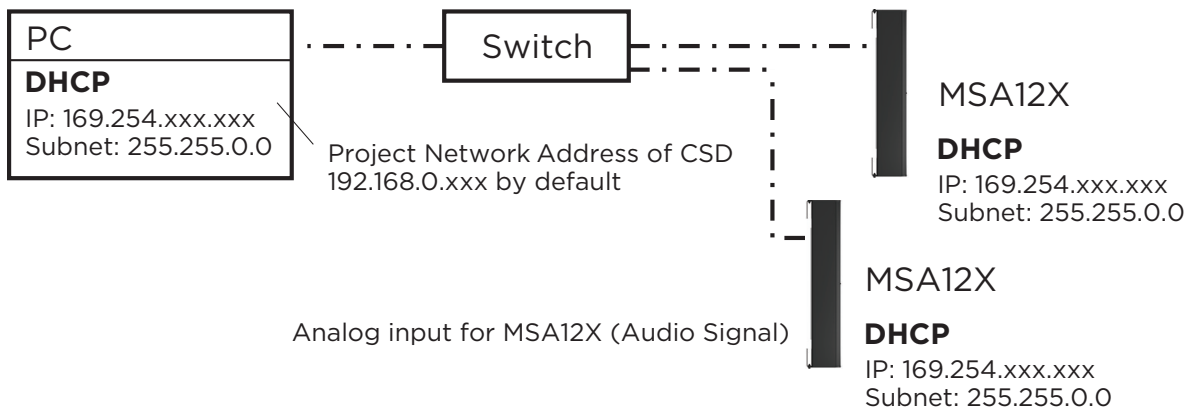 PC
DHCP
IP: 169.254.xxx.xxx
Subnet: 255.255.0.0
Switch
Project Network Address of CSD
192.168.0.xxx by default
MSA12X
DHCP
IP: 169.254.xxx.xxx
Subnet: 255.255.0.0
Analog input for MSA12X (Audio Signal)
MSA12X
DHCP
IP: 169.254.xxx.xxx
Subnet: 255.255.0.0